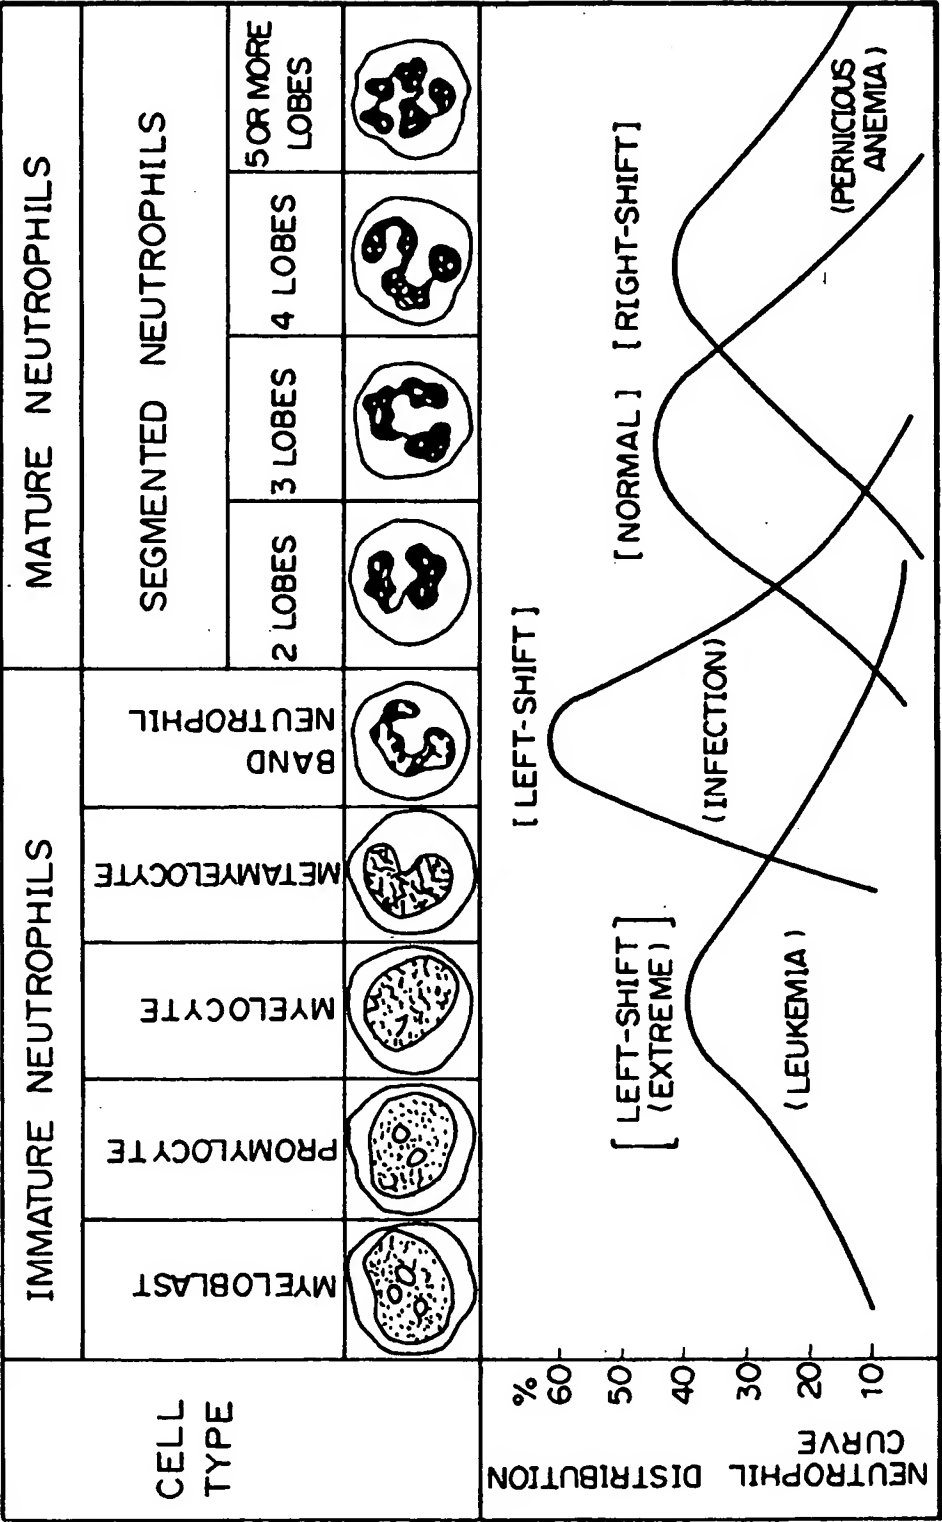 CELL
TYPE
IMMATURE NEUTROPHILS
MATURE NEUTROPHILS
SEGMENTED NEUTROPHILS
MYELOBLAST
PROMYLOCYTE
MYELOCYTE
METAMYELOCYTE
BAND
NEUTROPHIL
2 LOBES
3 LOBES
4 LOBES
5 OR MORE
LOBES
NEUTROPHIL DISTRIBUTION
CURVE
%
60
50
40
30
20
10
[LEFT-SHIFT
(EXTREME)]
(LEUKEMIA)
[LEFT-SHIFT]
(INFECTION)
[NORMAL]
[RIGHT-SHIFT]
(PERNICIOUS
ANEMIA)